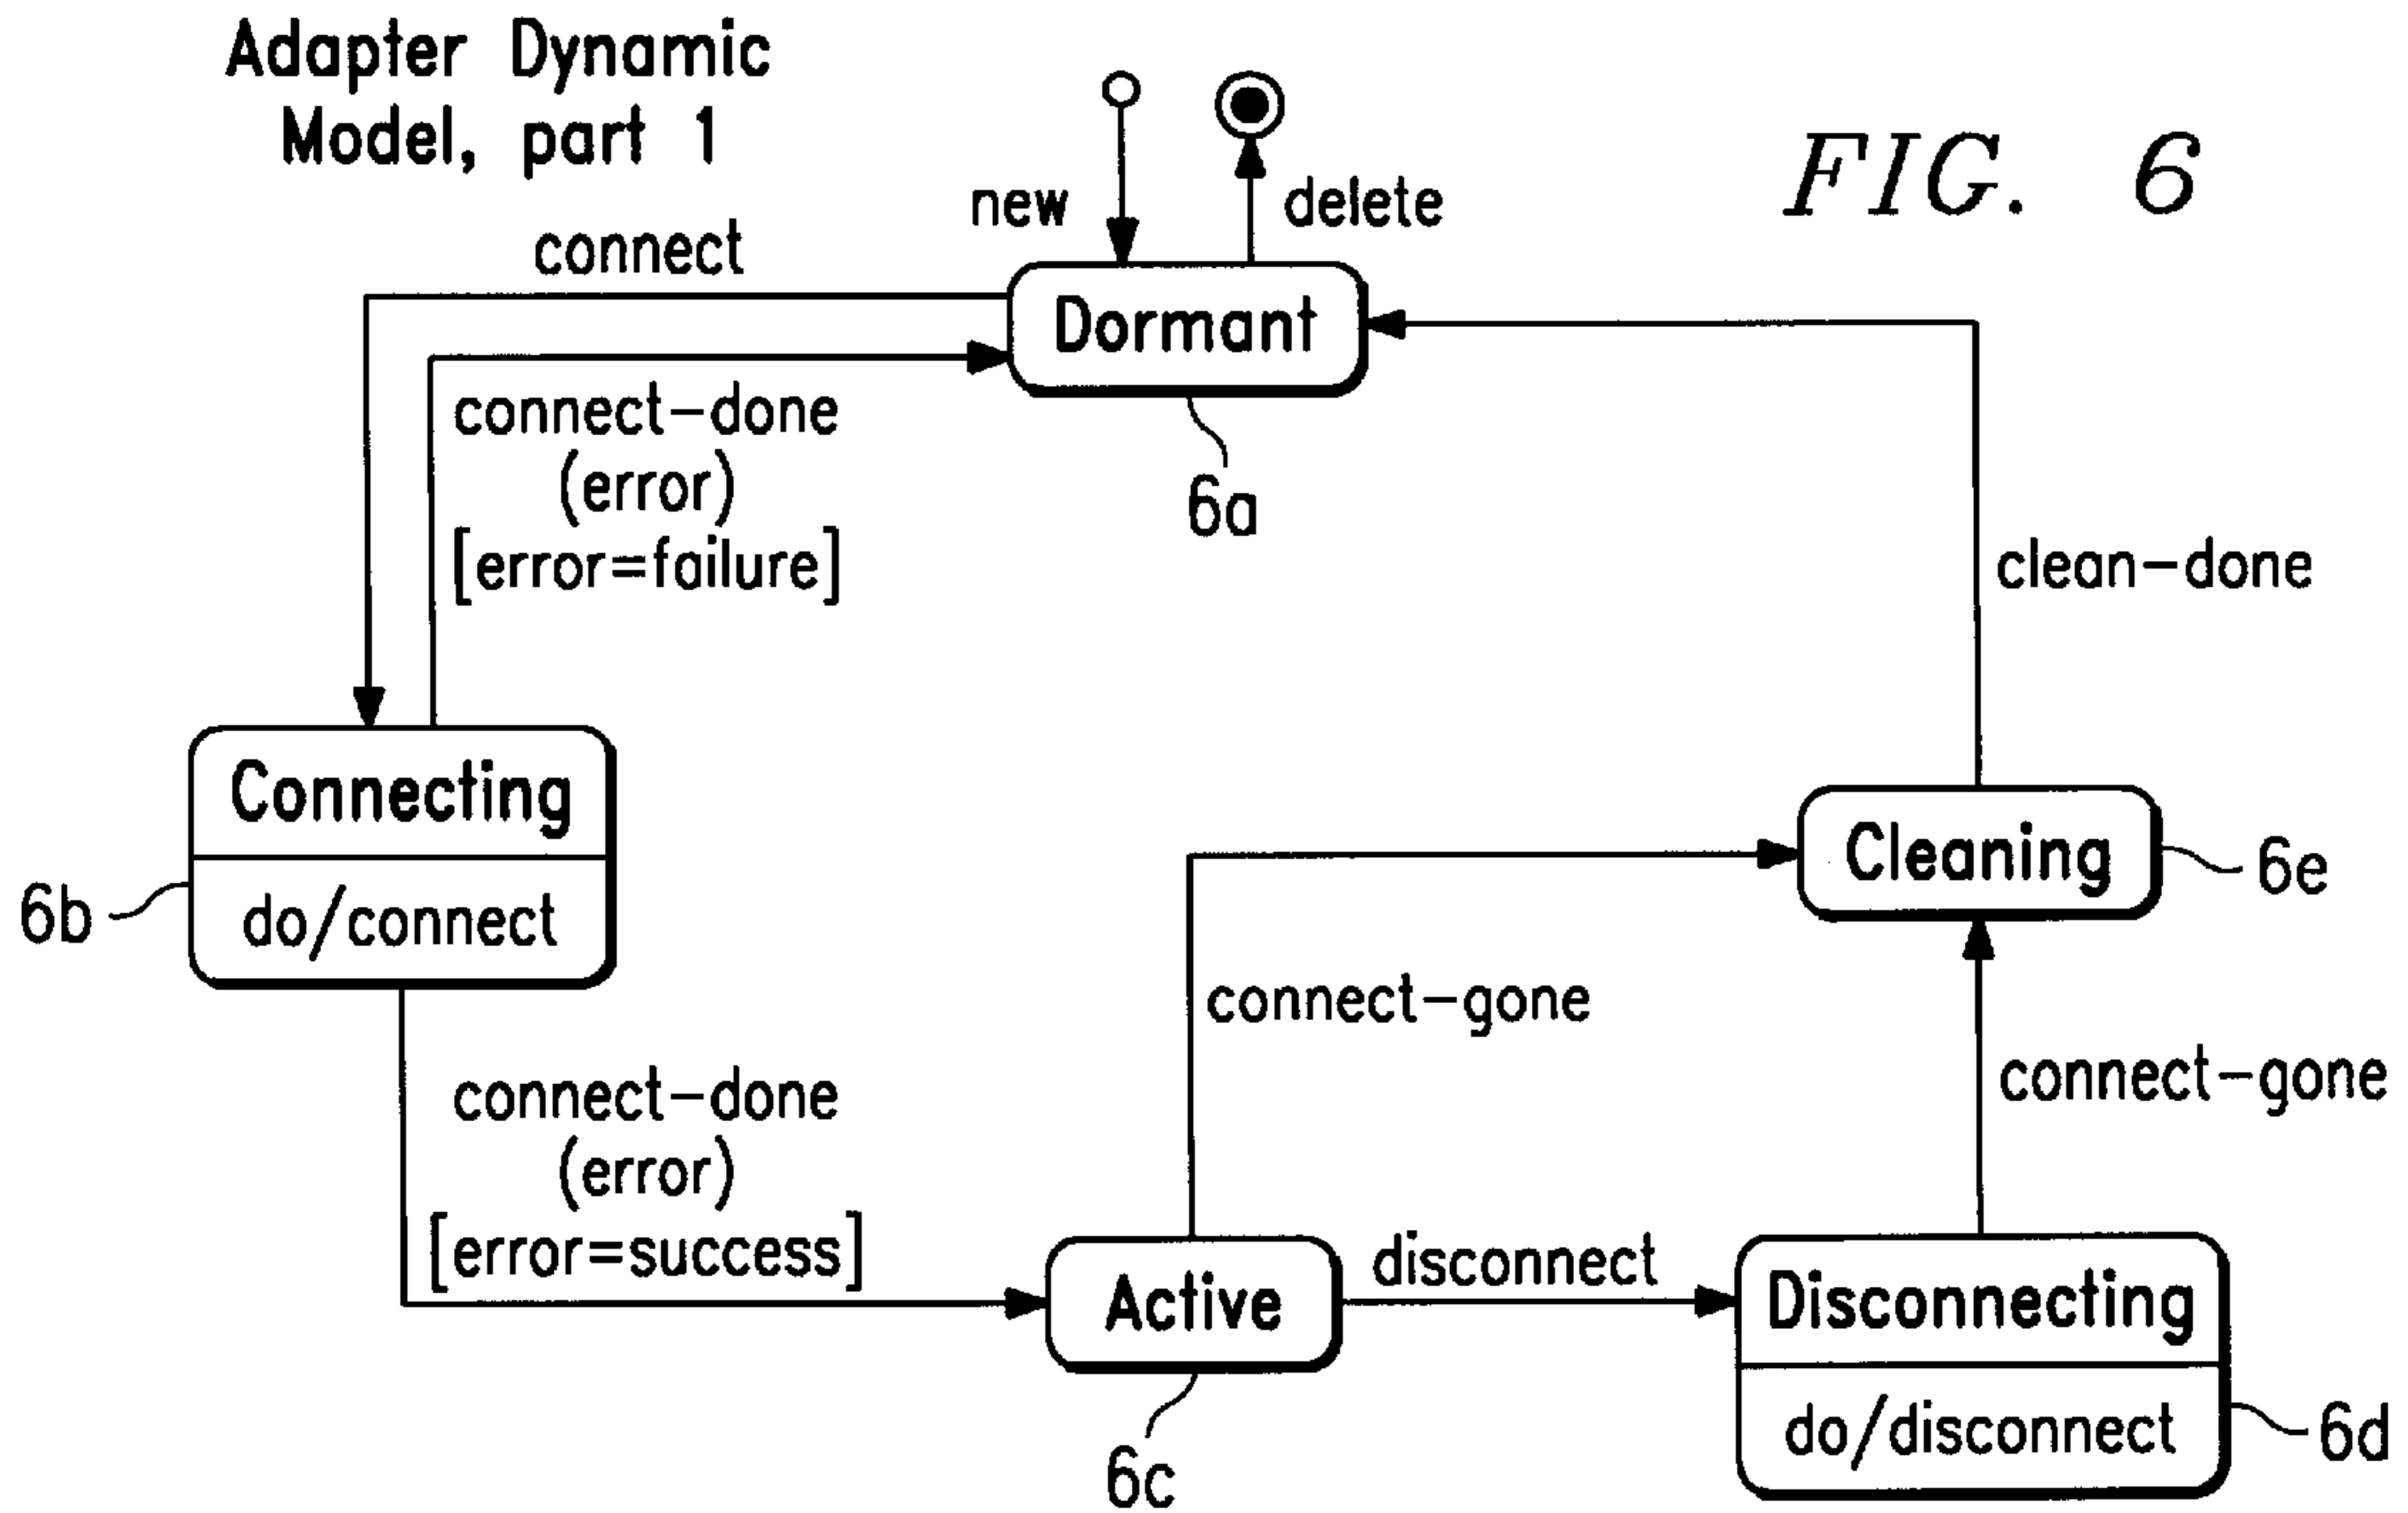 Adapter Dynamic
Model, part 1
FIG. 6
new
delete
connect
Dormant
connect-done
(error)
[error=failure]
6a
clean-done
Connecting
do/connect
6b
Cleaning
6e
connect-gone
connect-gone
connect-done
(error)
[error=success]
Active
disconnect
Disconnecting
do/disconnect
6c
6d